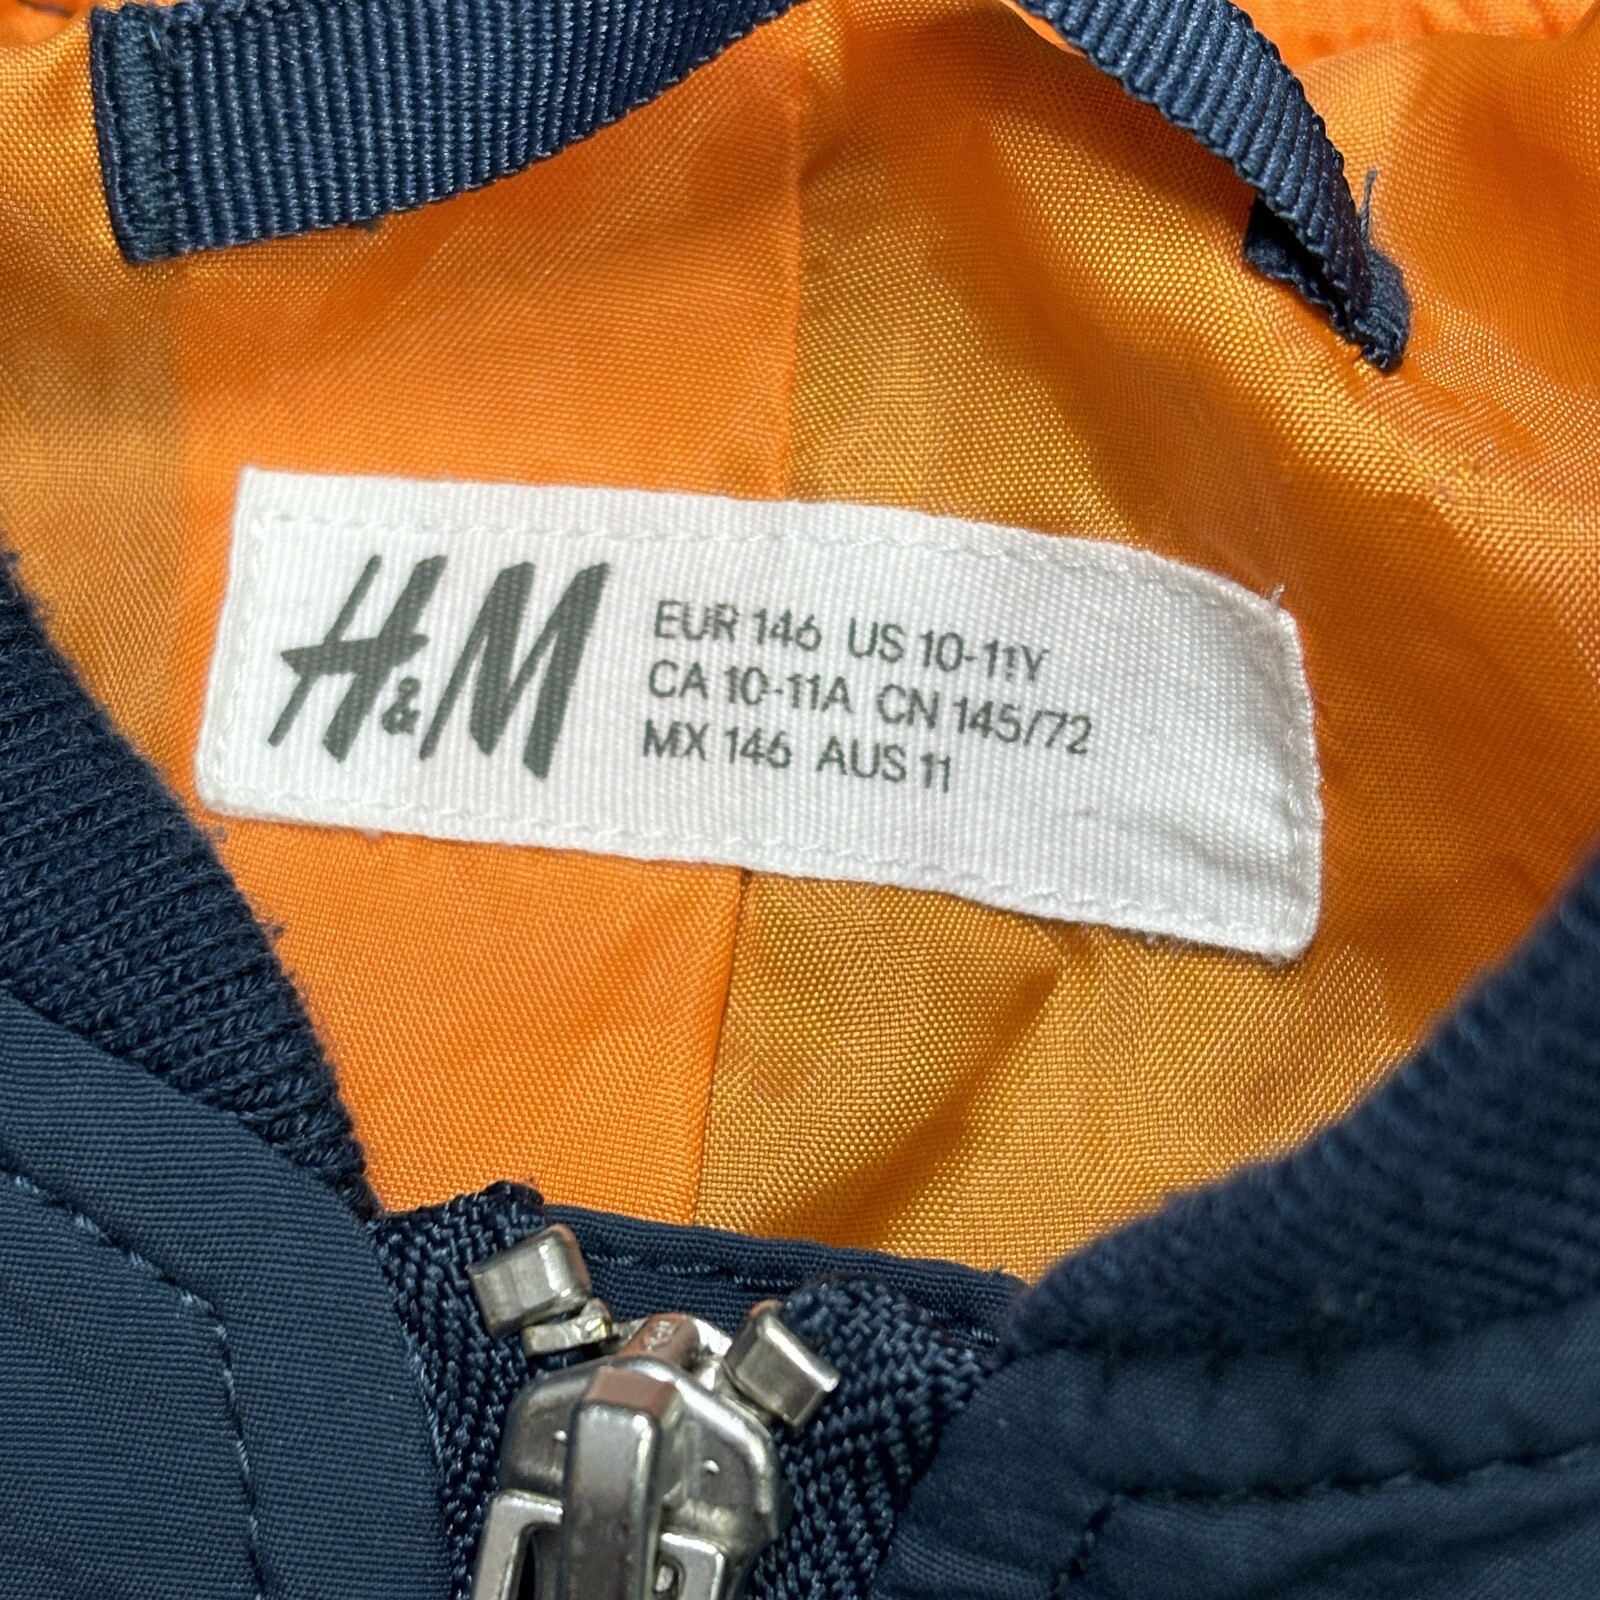 H&M
EUR 146 US 10-11Y
CA 10-11A CN 145/72
MX 146 AUS 11